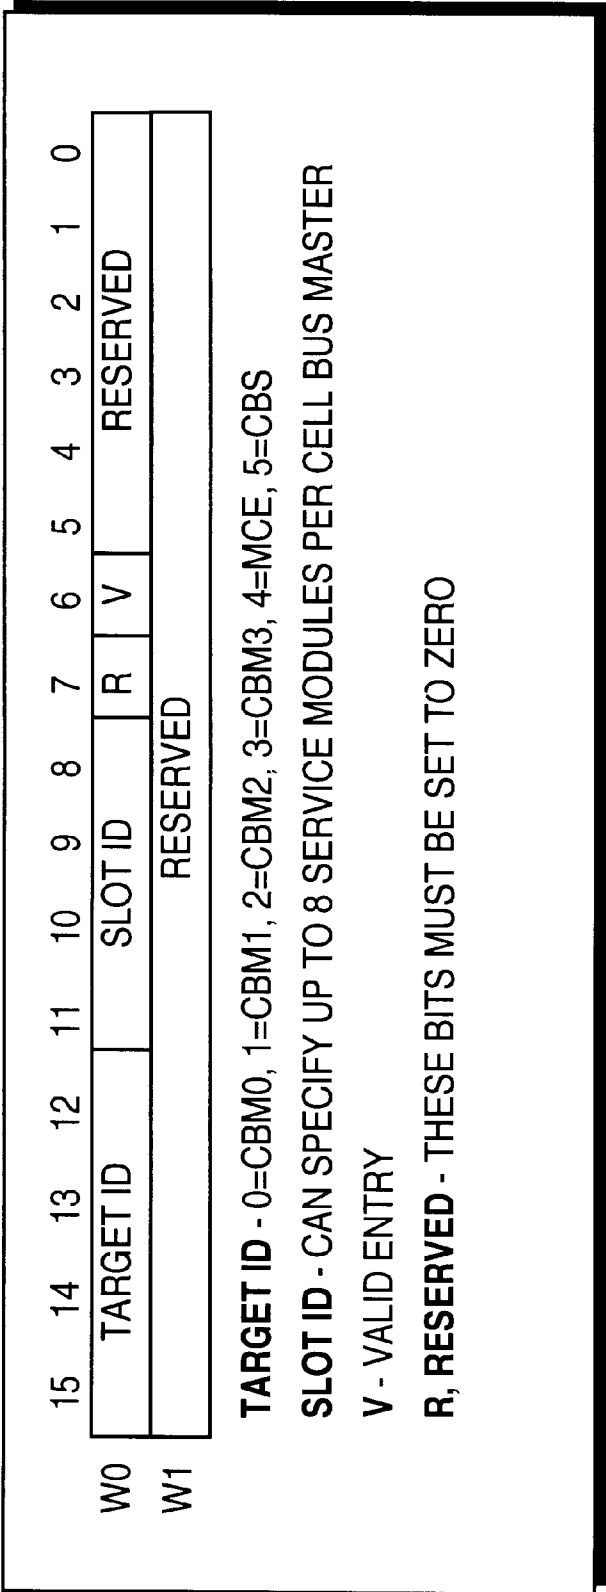 15 14 13 12 11 10 9 8 7 6 5 4 3 2 1 0
W0 TARGET ID SLOT ID R V RESERVED
W1 RESERVED
TARGET ID - 0=CBM0, 1=CBM1, 2=CBM2, 3=CBM3, 4=MCE, 5=CBS
SLOT ID - CAN SPECIFY UP TO 8 SERVICE MODULES PER CELL BUS MASTER
V - VALID ENTRY
R, RESERVED - THESE BITS MUST BE SET TO ZERO